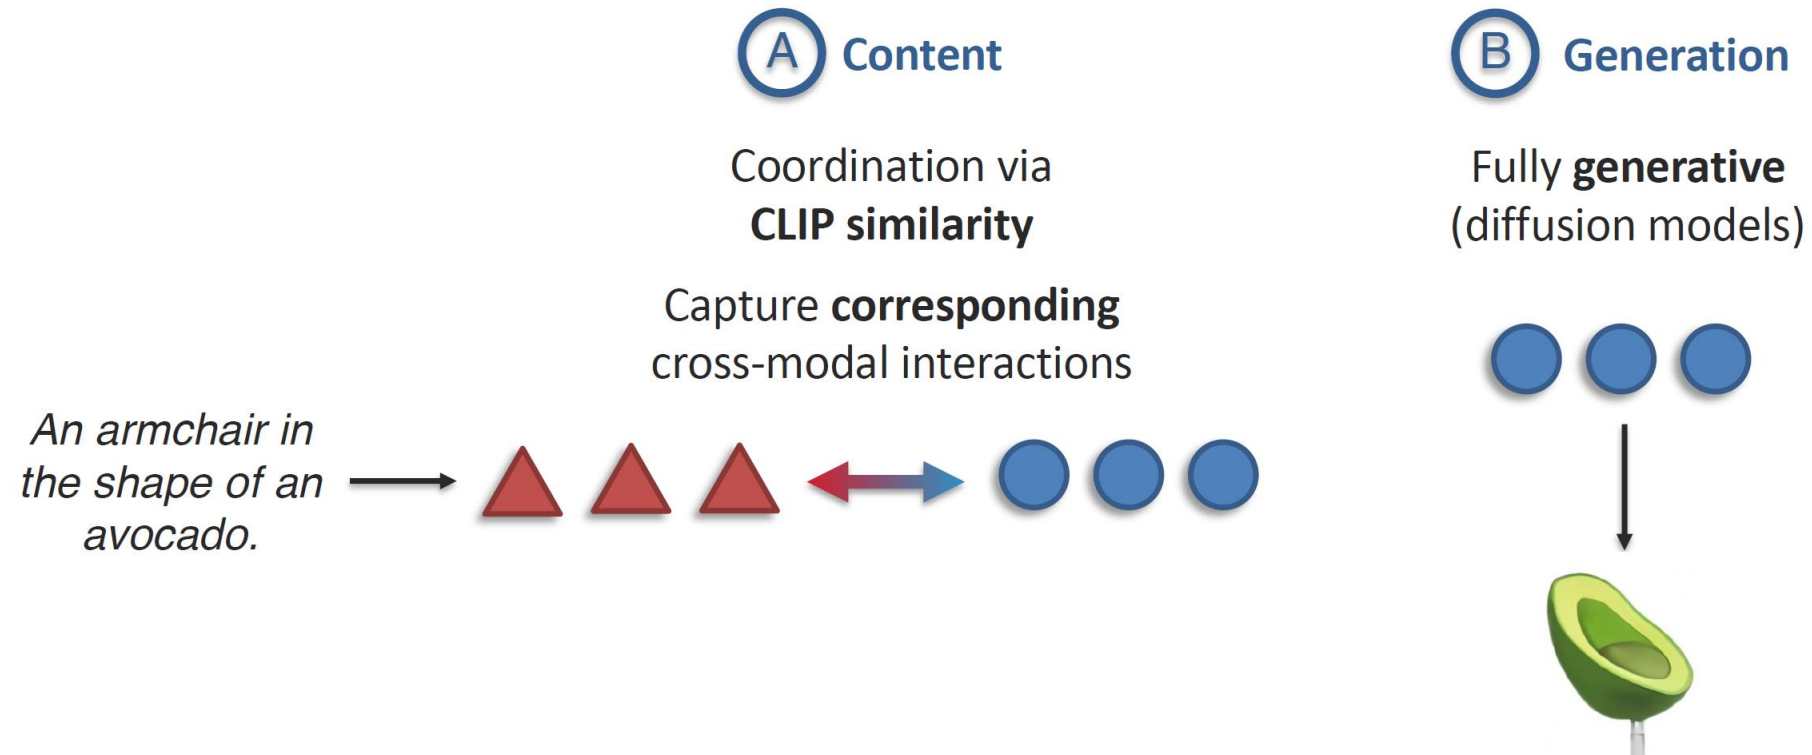 A Content
Coordination via
CLIP similarity
Capture corresponding
cross-modal interactions
An armchair in
the shape of an
avocado.
B Generation
Fully generative
(diffusion models)